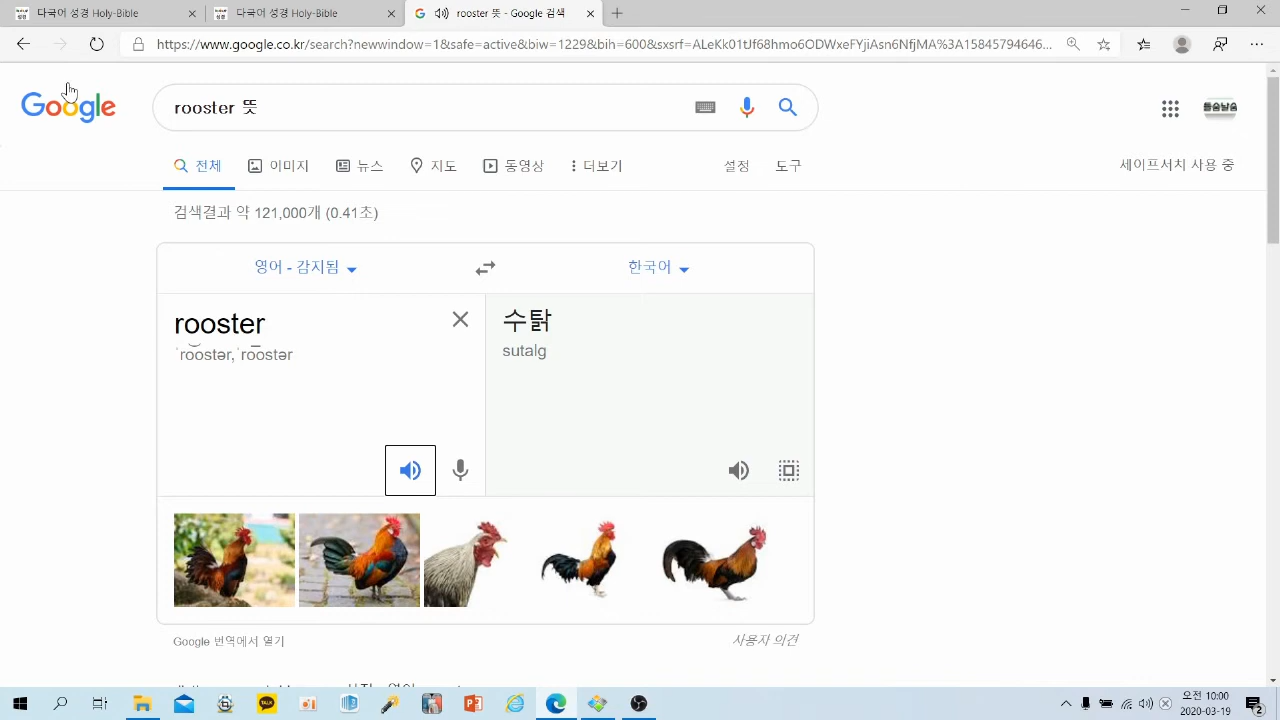 다국어 성경 Holy-Bible
다국어 성경 Holy-Bible
rooster 뜻 - Google 검색
https://www.google.co.kr/search?newwindow=1&safe=active&biw=1229&bih=600&sxsrf=ALeKk01tJf68hmo6ODWxeFYjiAsn6NfjMA%3A15845794646...
Google
rooster 뜻
돌숨날숨
전체
이미지
뉴스
지도
동영상
더보기
설정
도구
세이프서치 사용 중
검색결과 약 121,000개 (0.41초)
영어 - 감지됨
한국어
rooster
ˈro͞ostər, ˈro͝ostər
수탉
sutalg
Google 번역에서 열기
사용자 의견
TALK
오전 10:00
2020-03-19
2